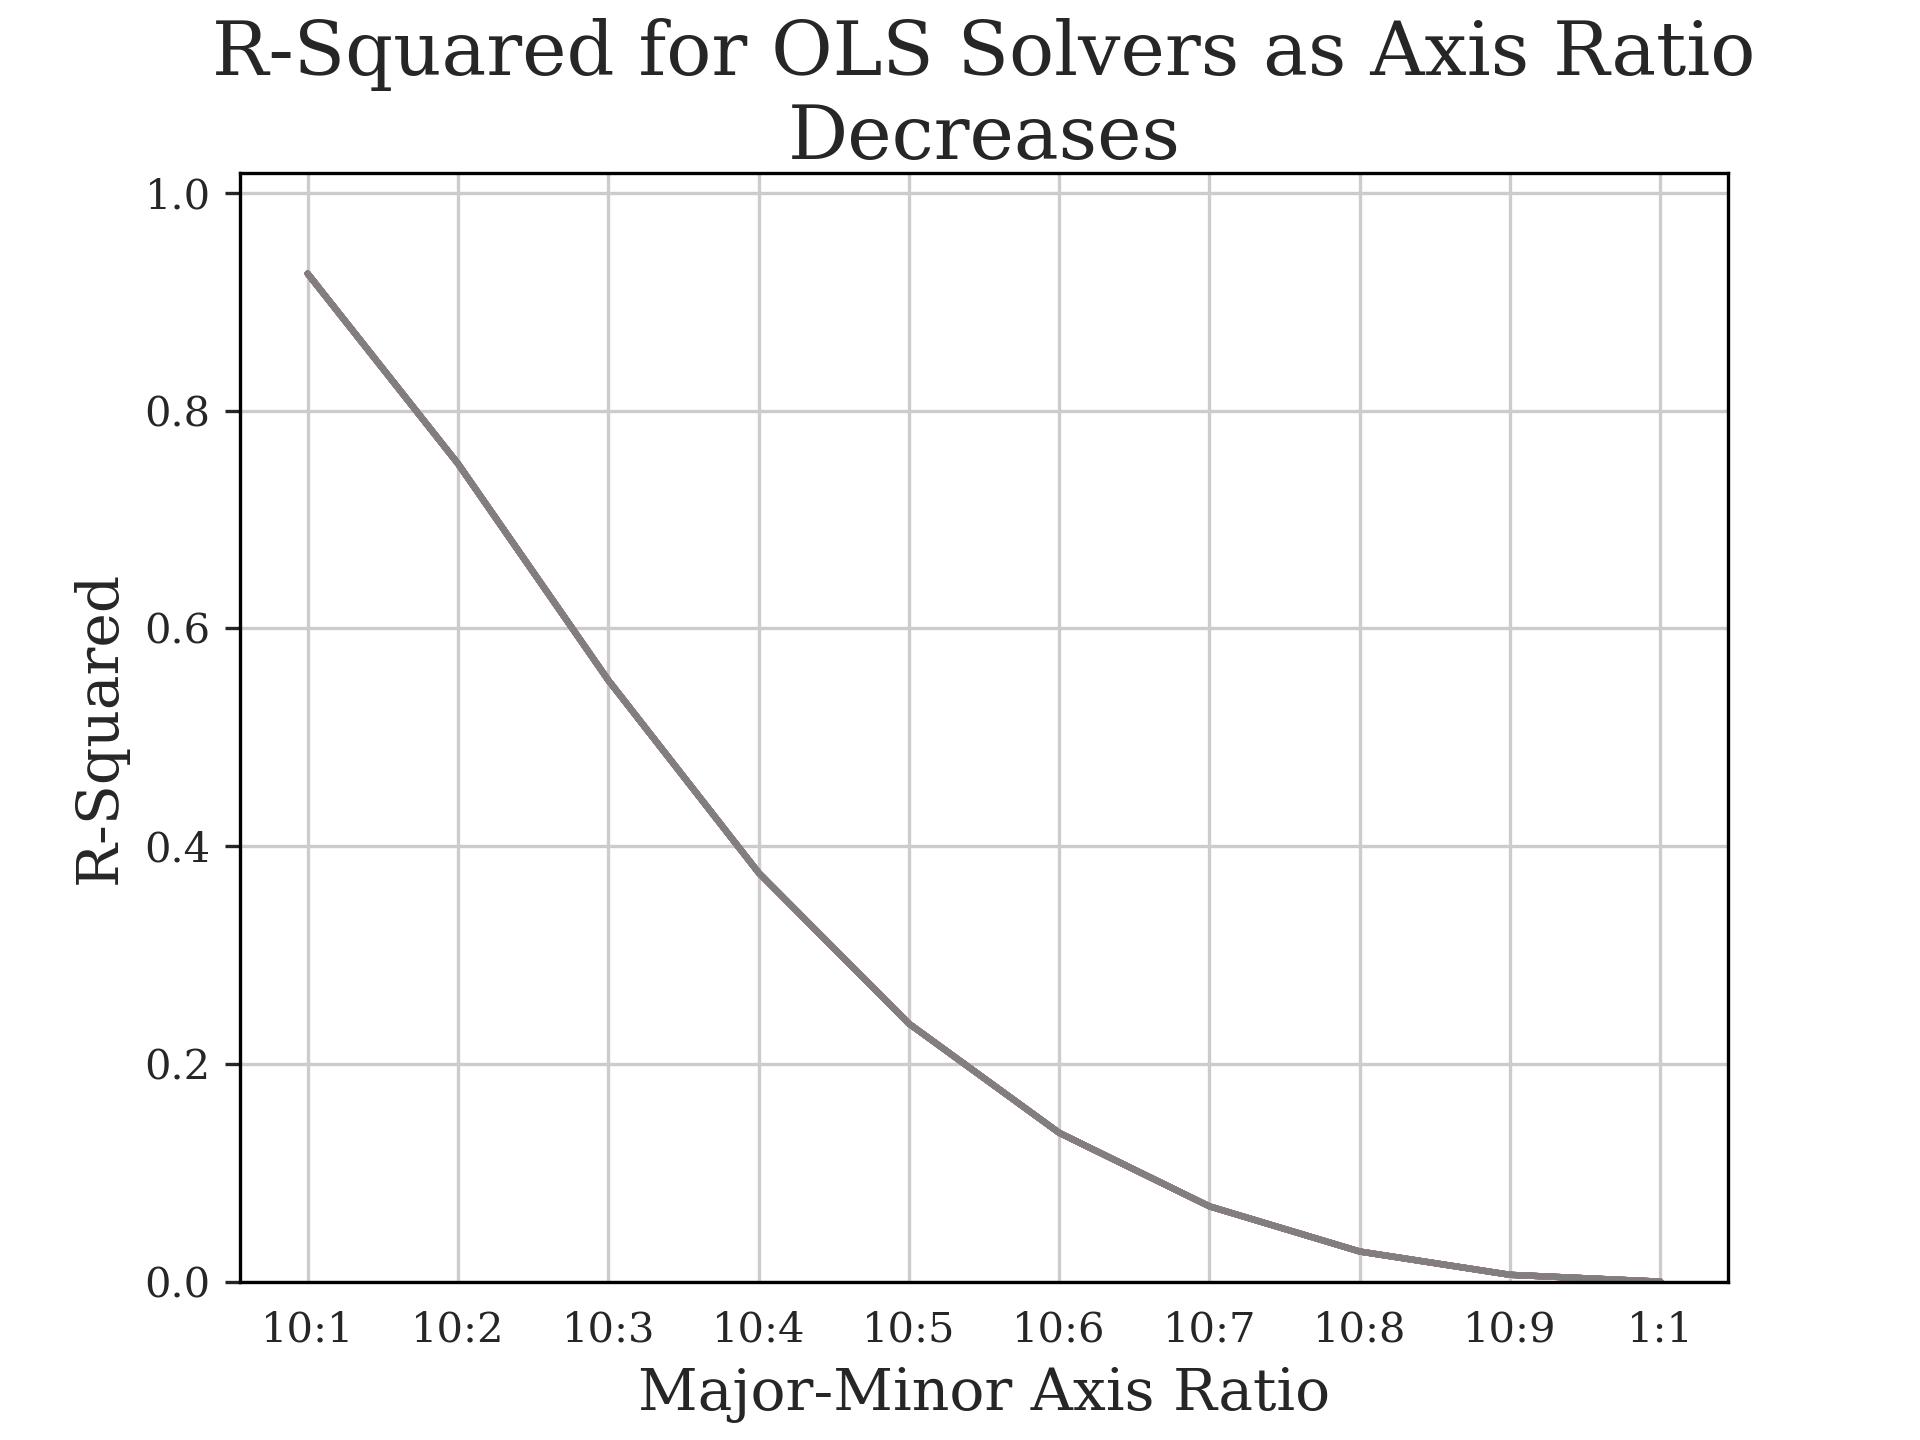 R-Squared for OLS Solvers as Axis Ratio
Decreases
1.0
0.8
0.6
0.4
0.2
0.0
R-Squared
10:1 10:2 10:3 10:4 10:5 10:6 10:7 10:8 10:9 1:1
Major-Minor Axis Ratio